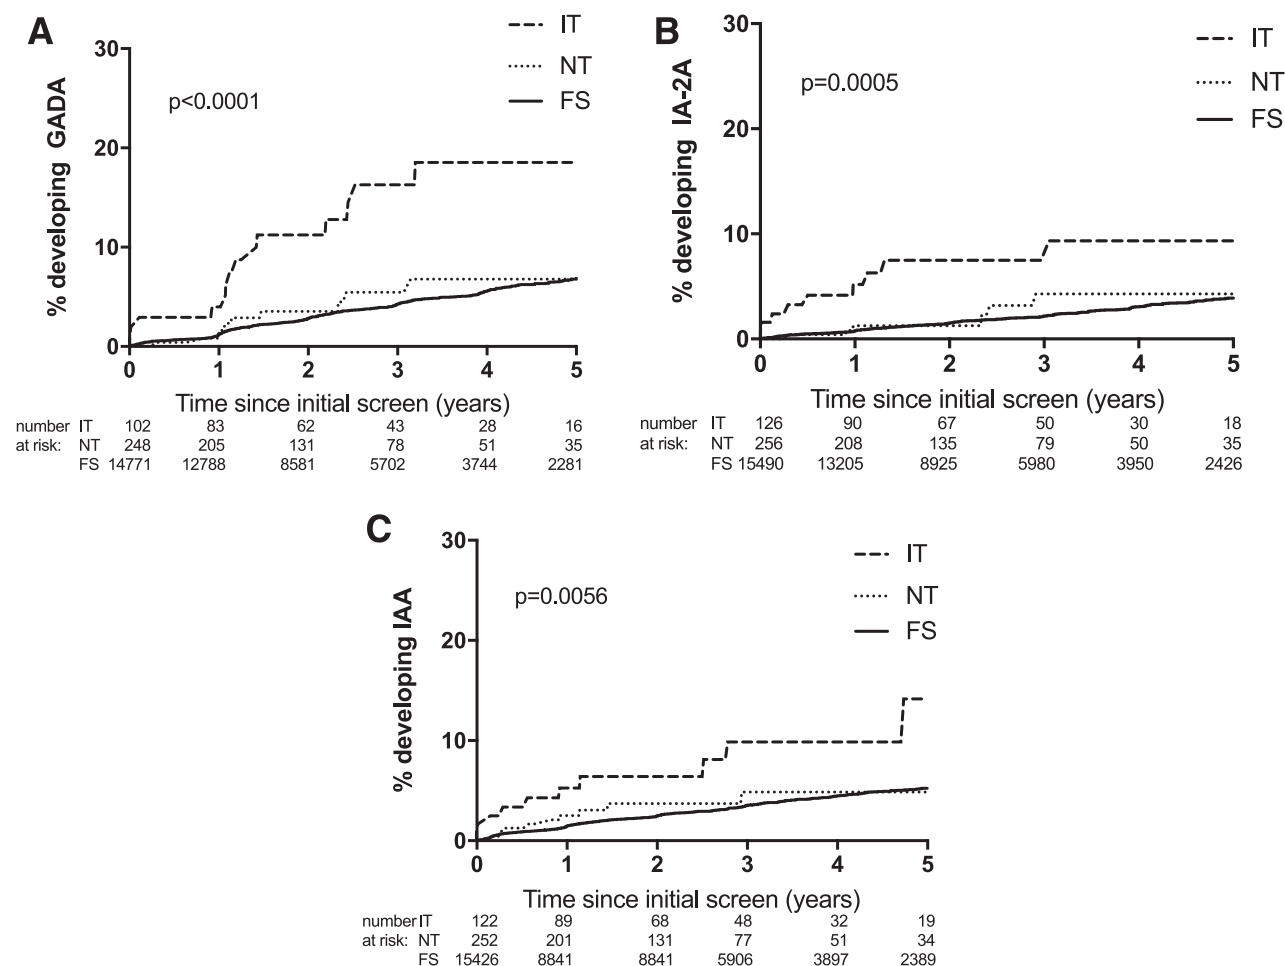 A
IT
NT
FS
p<0.0001
% developing GADA
30
20
10
0
0 1 2 3 4 5
Time since initial screen (years)
number IT 102 83 62 43 28 16
at risk: NT 248 205 131 78 51 35
FS 14771 12788 8581 5702 3744 2281
B
IT
NT
FS
p=0.0005
% developing IA-2A
30
20
10
0
0 1 2 3 4 5
Time since initial screen (years)
number IT 126 90 67 50 30 18
at risk: NT 256 208 135 79 50 35
FS 15490 13205 8925 5980 3950 2426
C
IT
NT
FS
p=0.0056
% developing IAA
30
20
10
0
0 1 2 3 4 5
Time since initial screen (years)
number IT 122 89 68 48 32 19
at risk: NT 252 201 131 77 51 34
FS 15426 8841 8841 5906 3897 2389